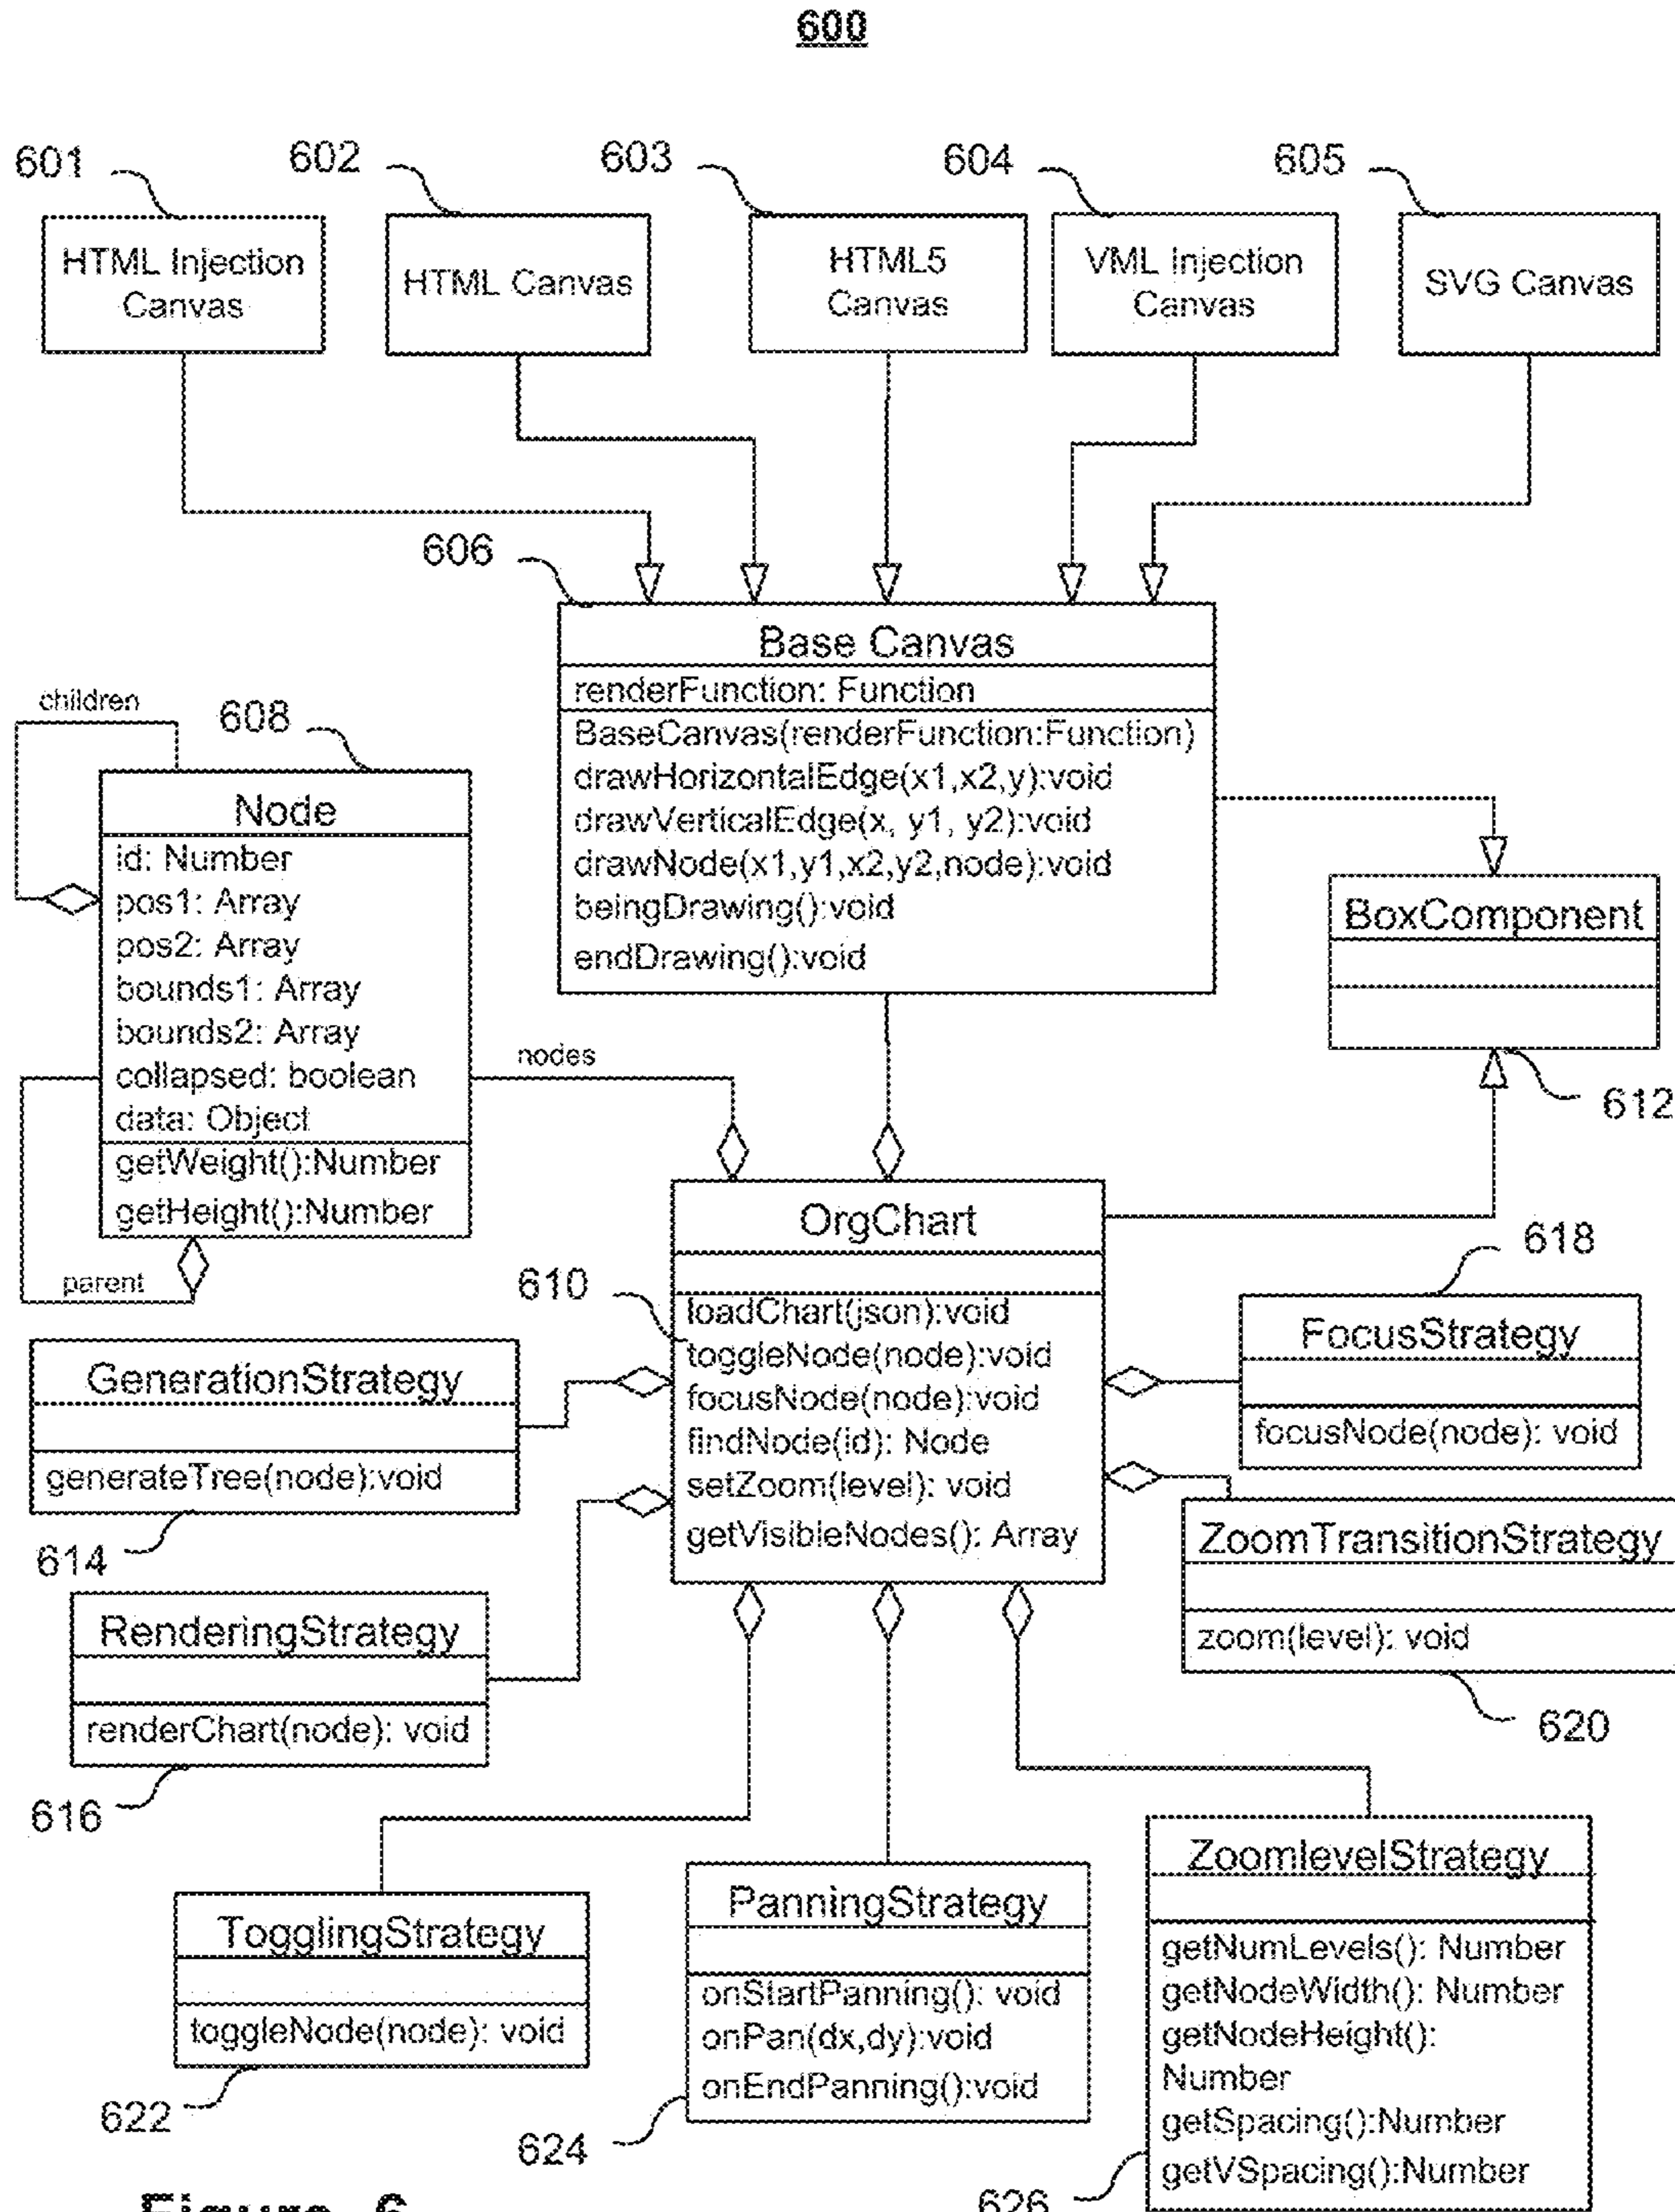 600
601
602
603
604
605
HTML Injection
Canvas
HTML Canvas
HTML5
Canvas
VML Injection
Canvas
SVG Canvas
606
Base Canvas
renderFunction: Function
BaseCanvas(renderFunction:Function)
drawHorizontalEdge(x1,x2,y):void
drawVerticalEdge(x, y1, y2):void
drawNode(x1,y1,x2,y2,node):void
beingDrawing():void
endDrawing():void
children
608
Node
id: Number
pos1: Array
pos2: Array
bounds1: Array
bounds2: Array
collapsed: boolean
data: Object
getWeight():Number
getHeight():Number
parent
nodes
BoxComponent
612
OrgChart
610
loadChart(json):void
toggleNode(node):void
focusNode(node):void
findNode(id): Node
setZoom(level): void
getVisibleNodes(): Array
618
FocusStrategy
focusNode(node): void
GenerationStrategy
generateTree(node):void
614
ZoomTransitionStrategy
zoom(level): void
620
RenderingStrategy
renderChart(node): void
616
TogglingStrategy
toggleNode(node): void
622
PanningStrategy
onStartPanning(): void
onPan(dx,dy):void
onEndPanning():void
624
ZoomlevelStrategy
getNumLevels(): Number
getNodeWidth(): Number
getNodeHeight():
Number
getSpacing():Number
getVSpacing():Number
626
Figure 6